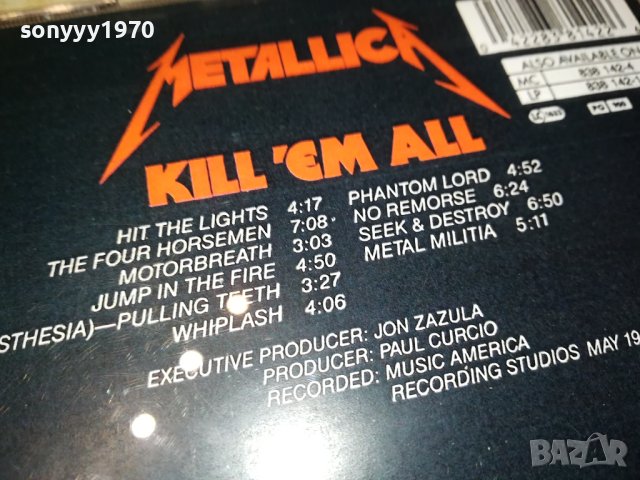 sonyyy1970
METALLICA
ALSO AVAILABLE ON
MC 838 142-4
LP 838 142-
LC
KILL 'EM ALL
HIT THE LIGHTS 4:17
THE FOUR HORSEMEN 7:08
MOTORBREATH 3:03
JUMP IN THE FIRE 4:50
STHESIA)—PULLING TEETH 3:27
WHIPLASH 4:06
PHANTOM LORD 4:52
NO REMORSE 6:24
SEEK & DESTROY 6:50
METAL MILITIA 5:11
EXECUTIVE PRODUCER: JON ZAZULA
PRODUCER: PAUL CURCIO
RECORDED: MUSIC AMERICA
RECORDING STUDIOS MAY 19
BAZAR